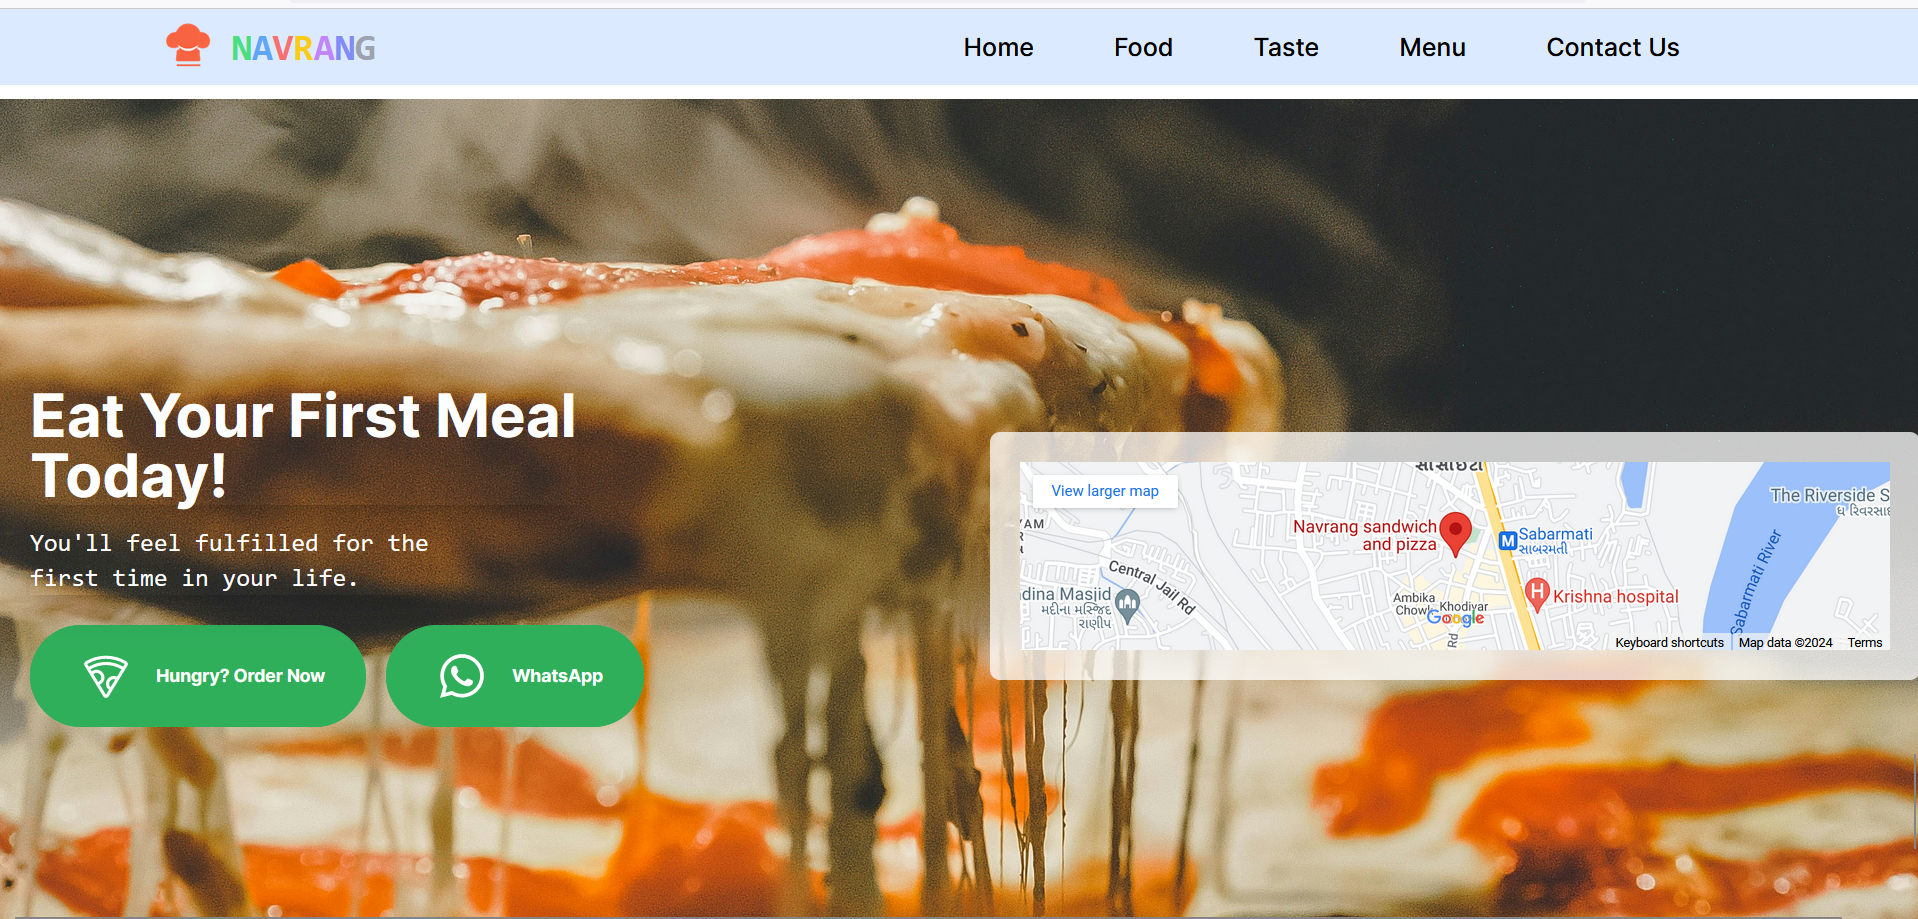 NAVRANG
Home
Food
Taste
Menu
Contact Us
Eat Your First Meal
Today!
You'll feel fulfilled for the
first time in your life.
Hungry? Order Now
WhatsApp
View larger map
The Riverside S
Navrang sandwich
and pizza
M
Sabarmati
સાબરમતી
Central Jail Rd
dina Masjid
મદીના મસ્જિદ
રાણીપ
Ambika
Chowk
Khodiyar
Google
Rd
H
Krishna hospital
Sabarmati River
Keyboard shortcuts
Map data ©2024
Terms